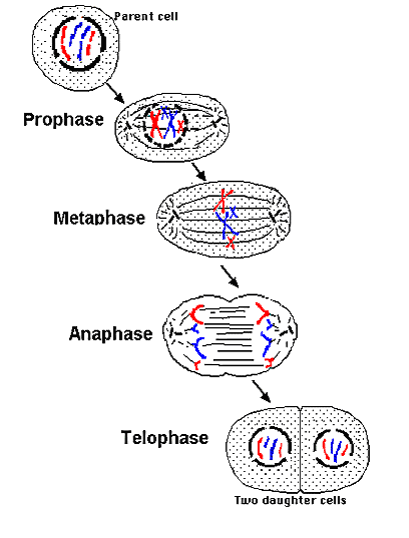 Parent cell
Prophase
Metaphase
Anaphase
Telophase
Two daughter cells